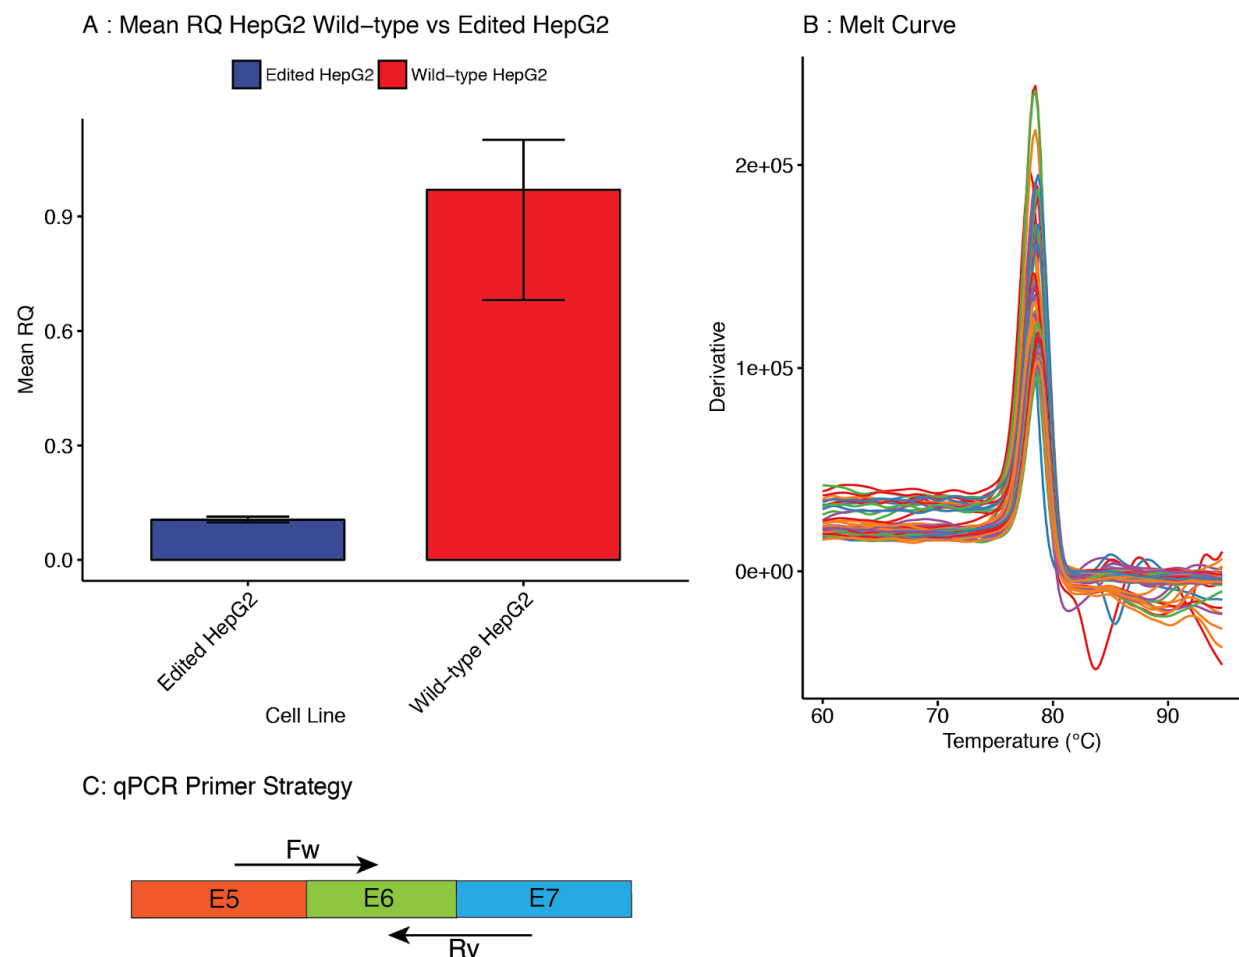 A : Mean RQ HepG2 Wild–type vs Edited HepG2
Edited HepG2 Wild–type HepG2
Mean RQ
0.9
0.6
0.3
0.0
Edited HepG2
Wild–type HepG2
Cell Line
B : Melt Curve
Derivative
2e+05
1e+05
0e+00
60 70 80 90
Temperature (°C)
C: qPCR Primer Strategy
Fw
E5 E6 E7
Rv